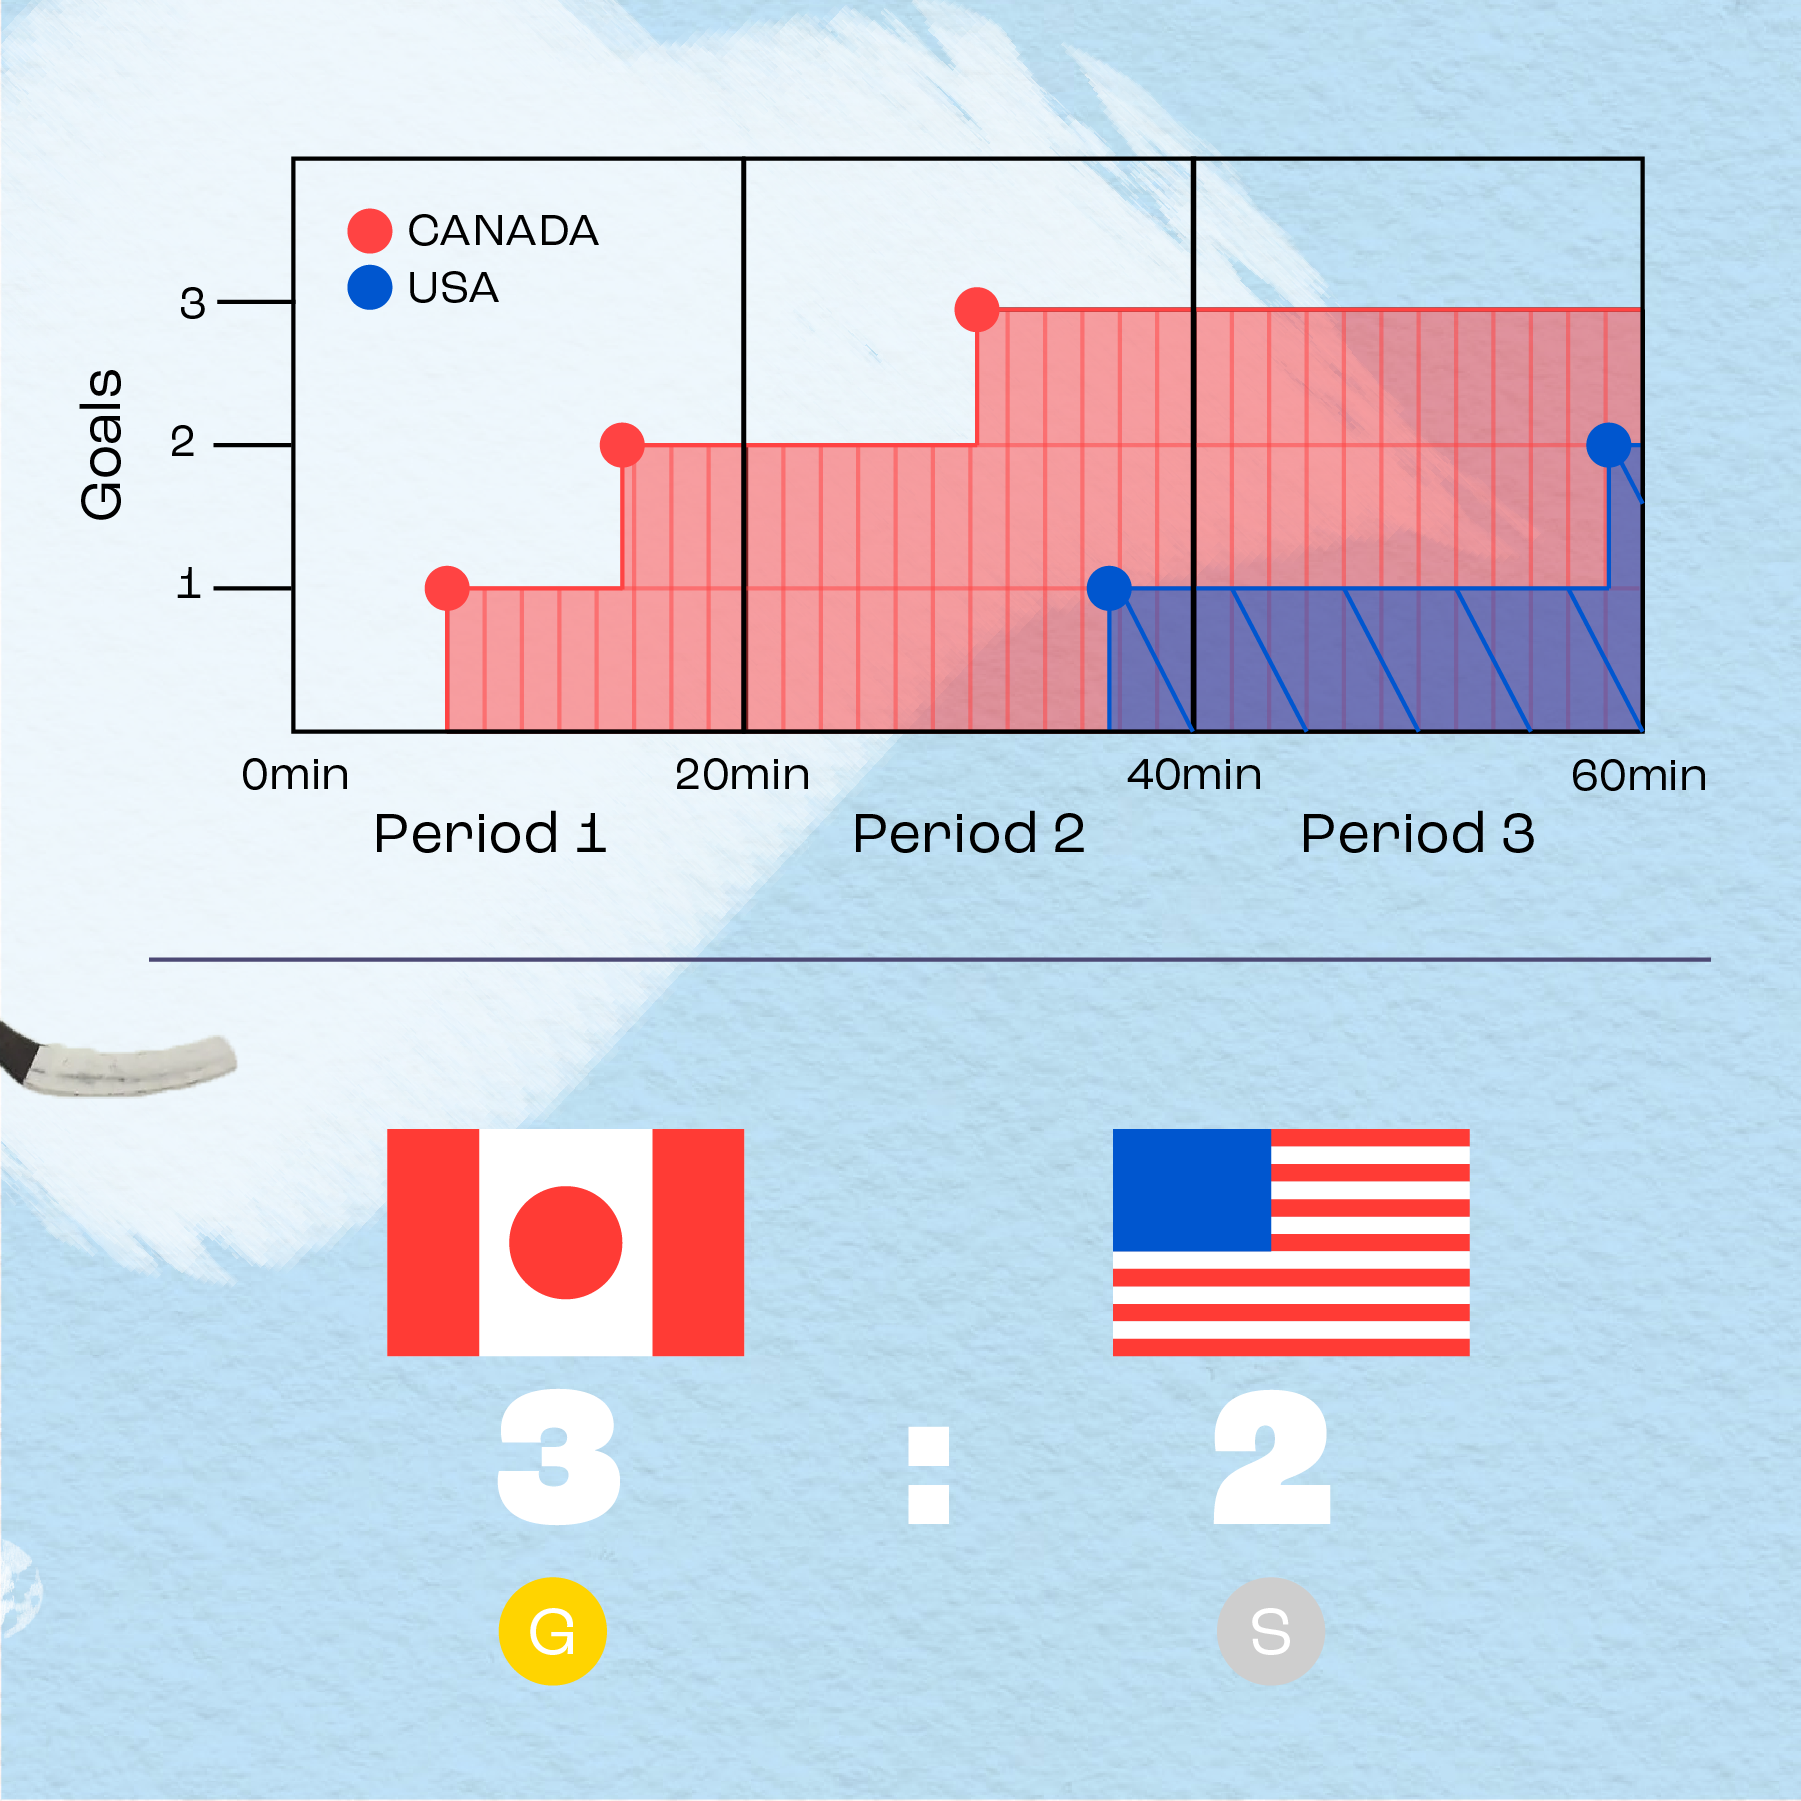 CANADA
USA
3
2
1
Goals
0min
20min
40min
60min
Period 1
Period 2
Period 3
3 : 2
G
S